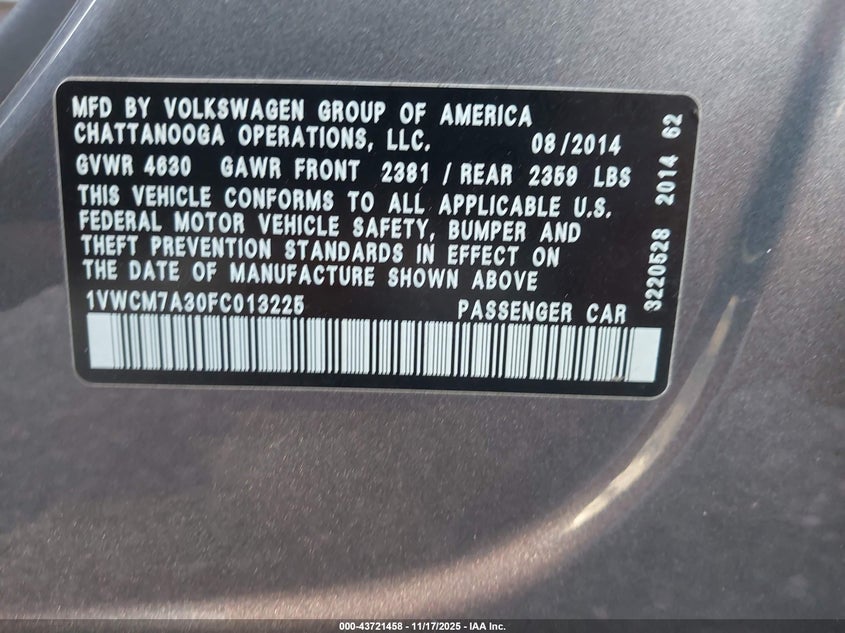 MFD BY VOLKSWAGEN GROUP OF AMERICA
CHATTANOOGA OPERATIONS, LLC. 08/2014
GVWR 4630 GAWR FRONT 2381 / REAR 2359 LBS
THIS VEHICLE CONFORMS TO ALL APPLICABLE U.S.
FEDERAL MOTOR VEHICLE SAFETY, BUMPER AND
THEFT PREVENTION STANDARDS IN EFFECT ON
THE DATE OF MANUFACTURE SHOWN ABOVE
1VWCM7A30FC013225 PASSENGER CAR
3220528 2014 62
000-43721458 - 11/17/2025 - IAA Inc.